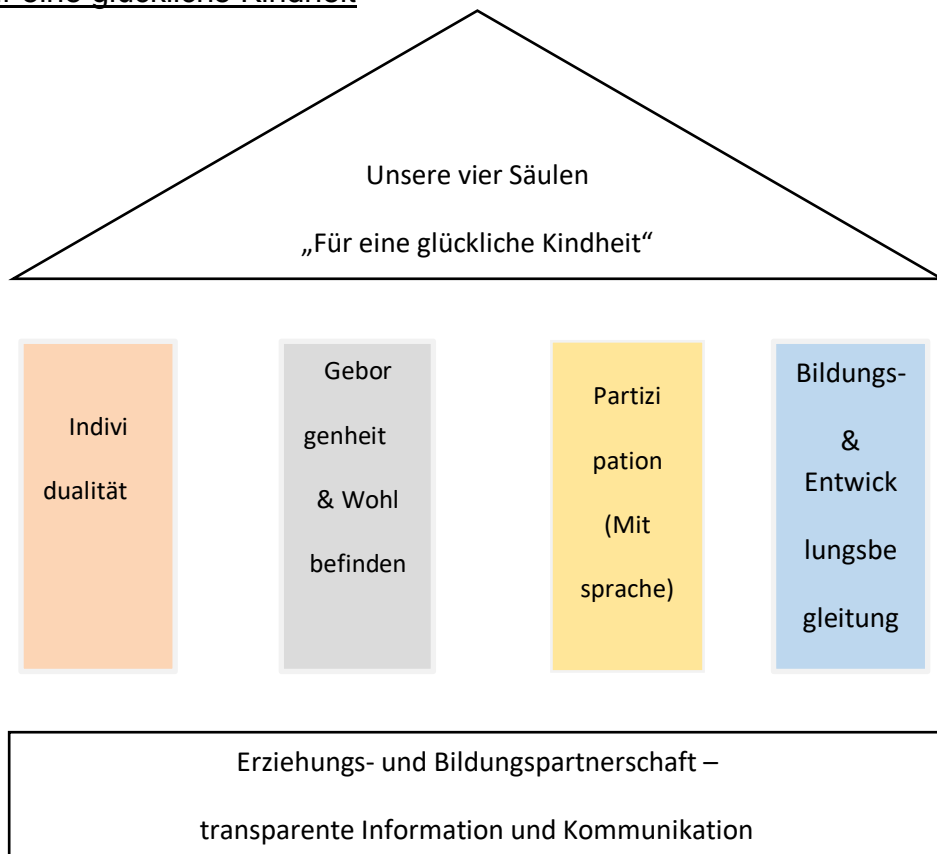 eine glückliche Kindheit
Unsere vier Säulen
„Für eine glückliche Kindheit“
Indivi
dualität
Gebor
genheit
& Wohl
befinden
Partizi
pation
(Mit
sprache)
Bildungs-
&
Entwick
lungsbe
gleitung
Erziehungs- und Bildungspartnerschaft –
transparente Information und Kommunikation